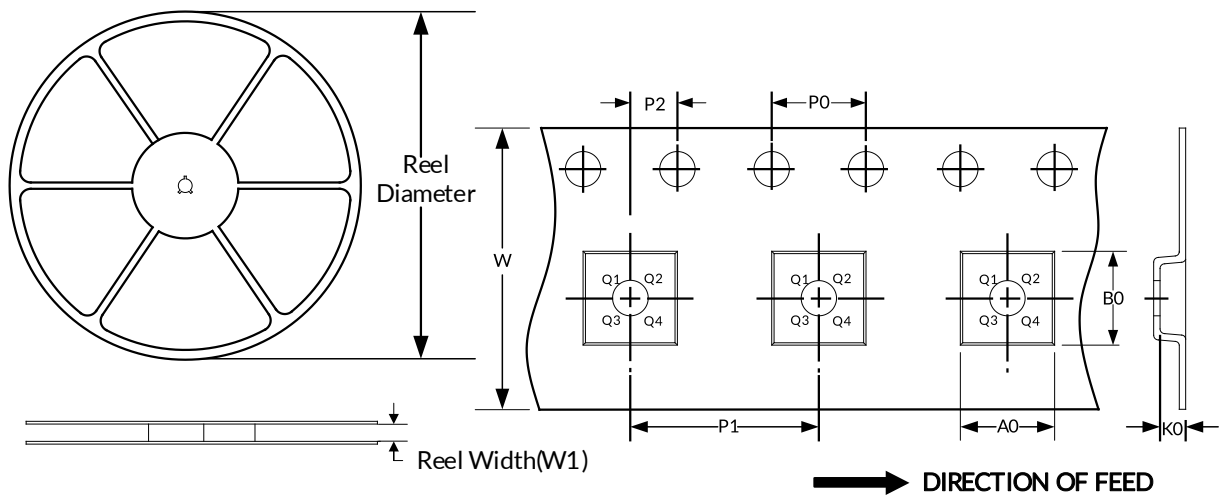 P2
P0
Reel
Diameter
W
Q1 Q2
Q3 Q4
Q1 Q2
Q3 Q4
Q1 Q2
Q3 Q4
B0
P1
A0
K0
Reel Width(W1)
DIRECTION OF FEED